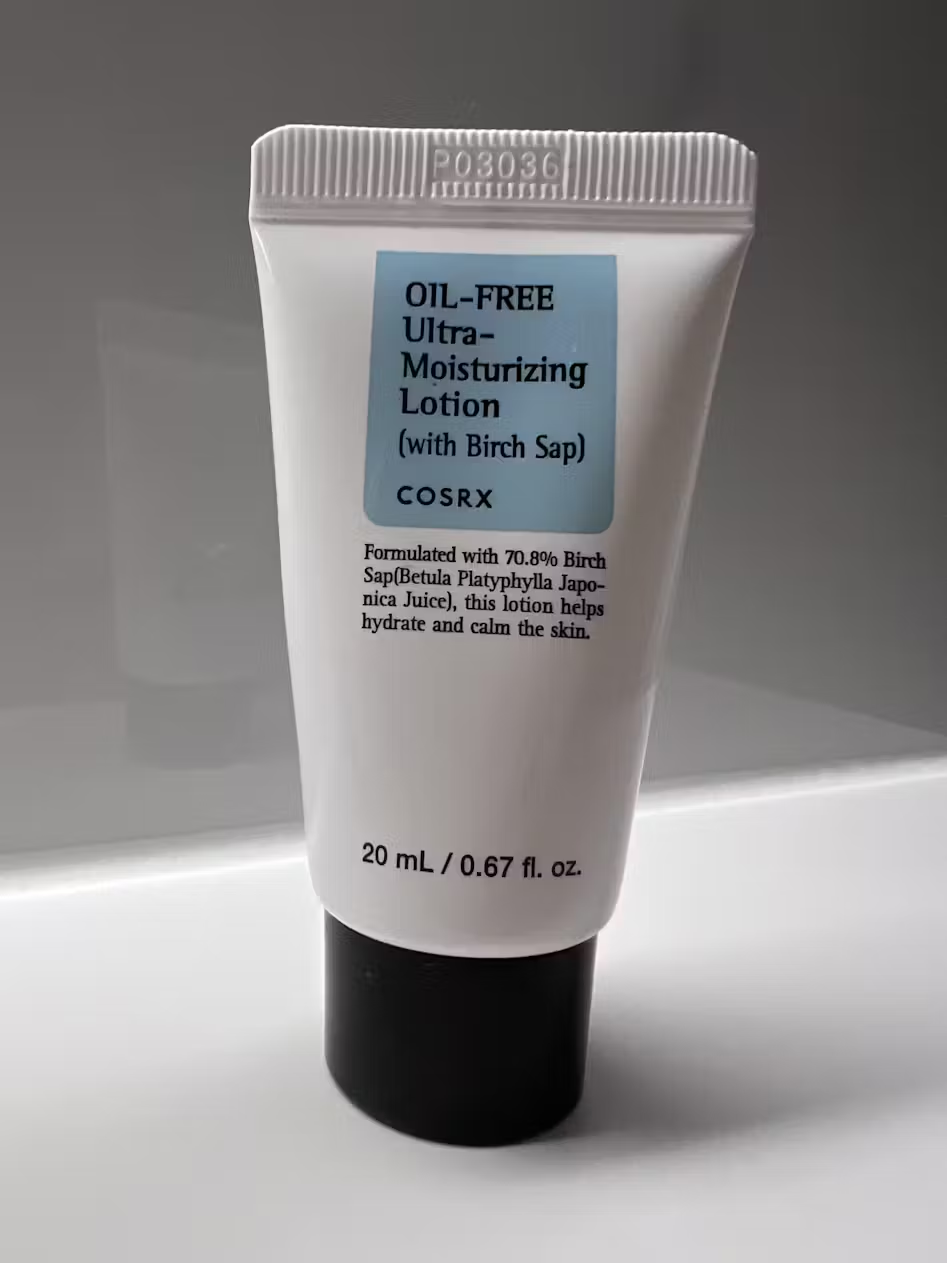 P03036
OIL-FREE
Ultra-
Moisturizing
Lotion
(with Birch Sap)
COSRX
Formulated with 70.8% Birch
Sap(Betula Platyphylla Japo-
nica Juice), this lotion helps
hydrate and calm the skin.
20 mL / 0.67 fl. oz.